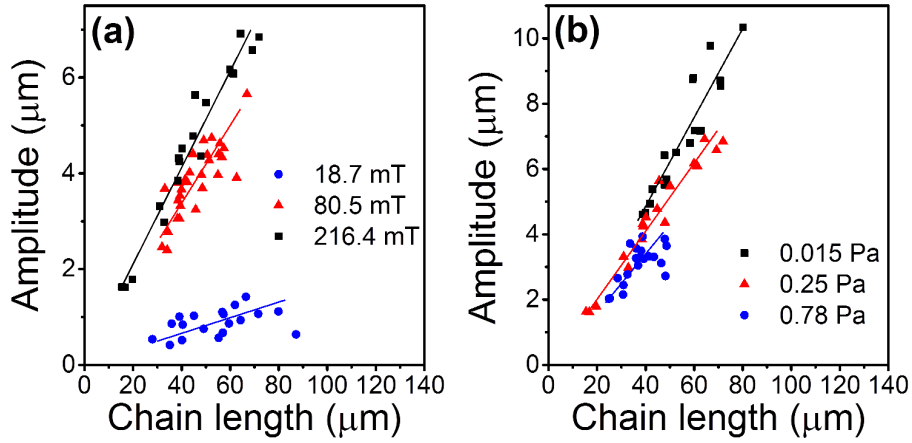 (a)
Amplitude (μm)
6
4
2
0
18.7 mT
80.5 mT
216.4 mT
0 20 40 60 80 100 120 140
Chain length (μm)
(b)
Amplitude (μm)
10
8
6
4
2
0
0.015 Pa
0.25 Pa
0.78 Pa
0 20 40 60 80 100 120 140
Chain length (μm)